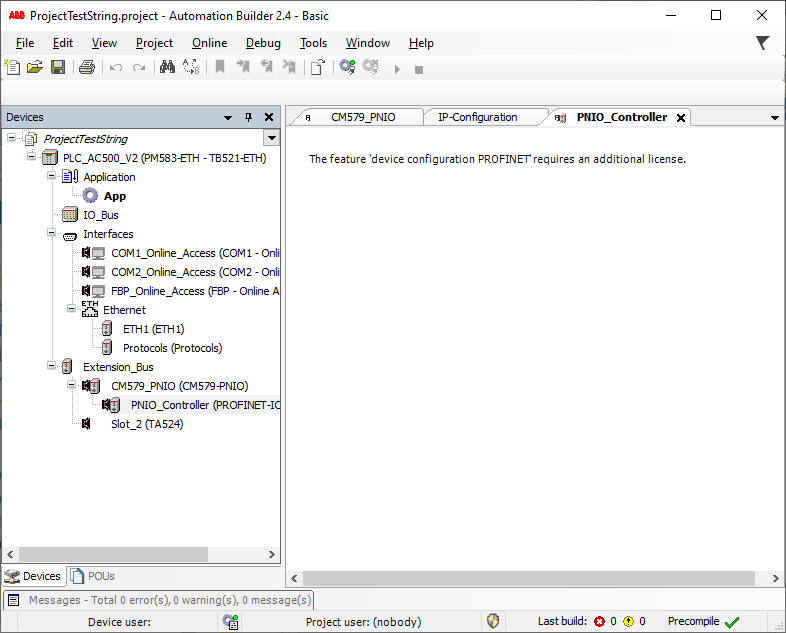 ABB ProjectTestString.project - Automation Builder 2.4 - Basic
File Edit View Project Online Debug Tools Window Help
Devices
ProjectTestString
PLC_AC500_V2 (PM583-ETH - TB521-ETH)
Application
App
IO_Bus
Interfaces
COM1_Online_Access (COM1 - Onli
COM2_Online_Access (COM2 - Onli
FBP_Online_Access (FBP - Online A
ETH Ethernet
ETH1 (ETH1)
Protocols (Protocols)
Extension_Bus
CM579_PNIO (CM579-PNIO)
PNIO_Controller (PROFINET-IO
Slot_2 (TA524)
Devices POUs
CM579_PNIO IP-Configuration PNIO_Controller
The feature 'device configuration PROFINET' requires an additional license.
Messages - Total 0 error(s), 0 warning(s), 0 message(s)
Device user: Project user: (nobody) Last build: 0 0 Precompile